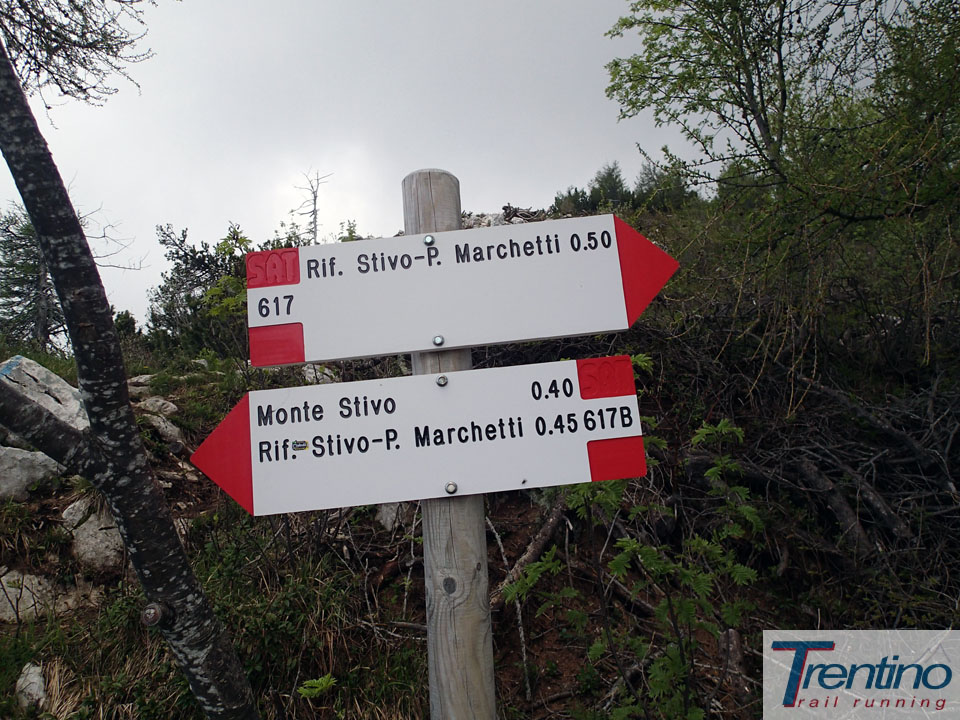 SAT Rif. Stivo-P. Marchetti 0.50
617
Monte Stivo 0.40 SAT
Rif. Stivo-P. Marchetti 0.45 617B
Trentino
trail running